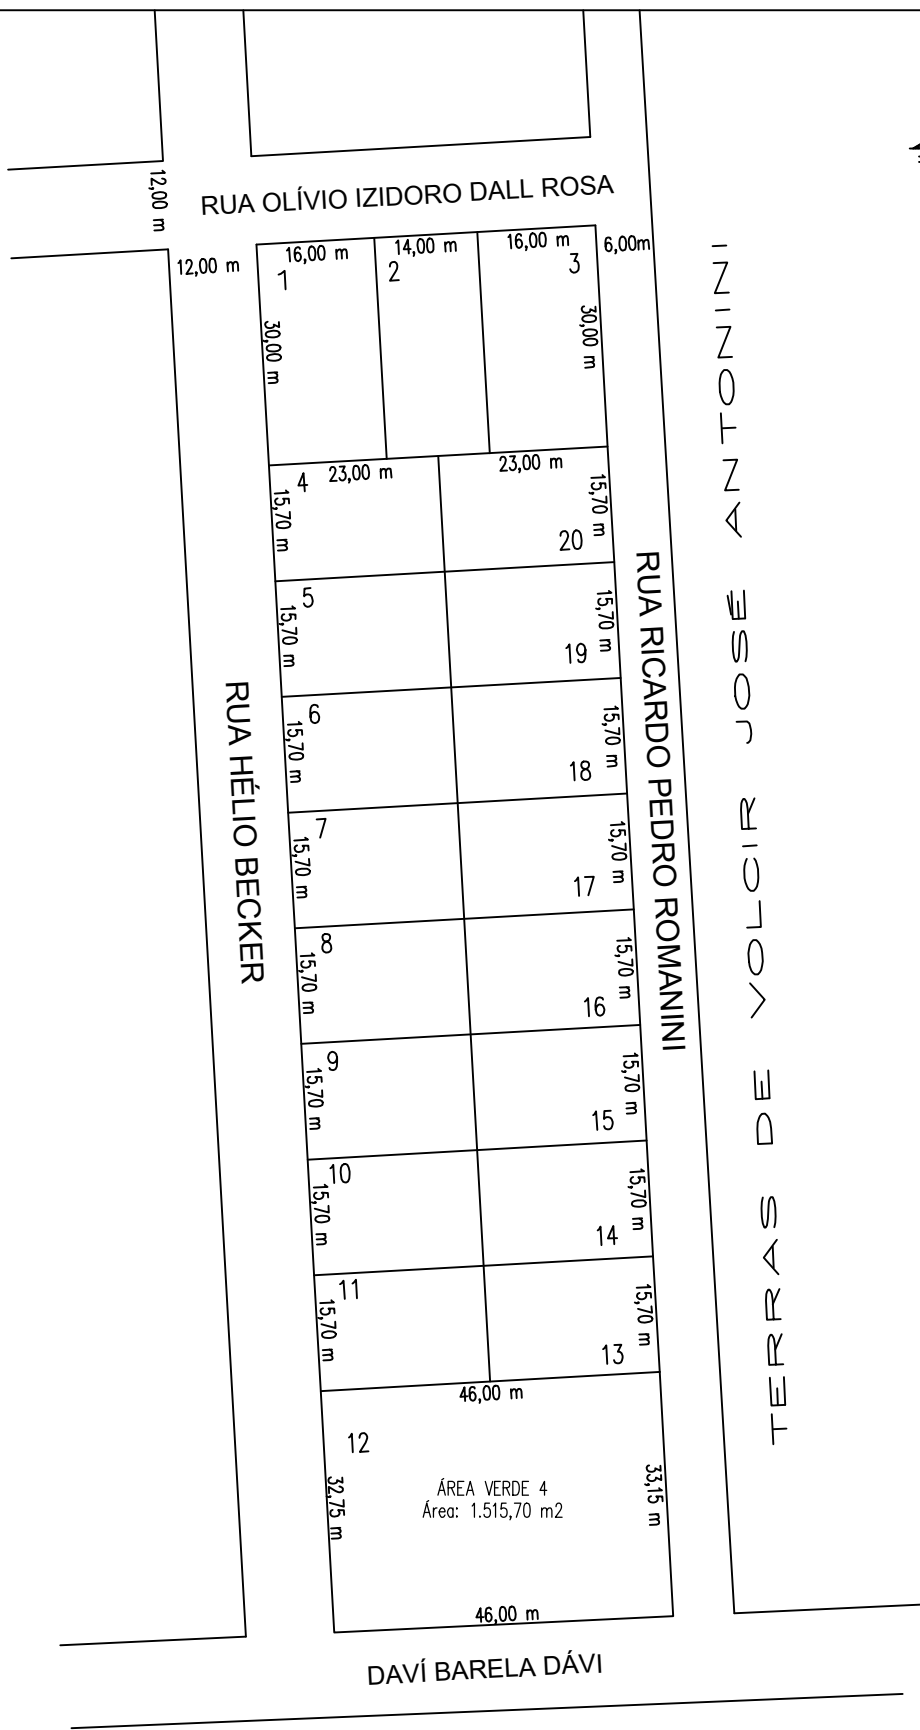 RUA OLÍVIO IZIDORO DALL ROSA
12,00 m
12,00 m
16,00 m
14,00 m
16,00 m
6,00m
1
2
3
30,00 m
30,00 m
23,00 m
23,00 m
4
15,70 m
15,70 m
20
5
15,70 m
15,70 m
19
6
15,70 m
15,70 m
18
7
15,70 m
15,70 m
17
8
15,70 m
15,70 m
16
9
15,70 m
15,70 m
15
10
15,70 m
15,70 m
14
11
15,70 m
15,70 m
13
46,00 m
12
32,75 m
ÁREA VERDE 4
Área: 1.515,70 m2
33,15 m
46,00 m
RUA HÉLIO BECKER
RUA RICARDO PEDRO ROMANINI
TERRAS DE VOLCIR JOSÉ ANTONINI
DAVÍ BARELA DÁVI